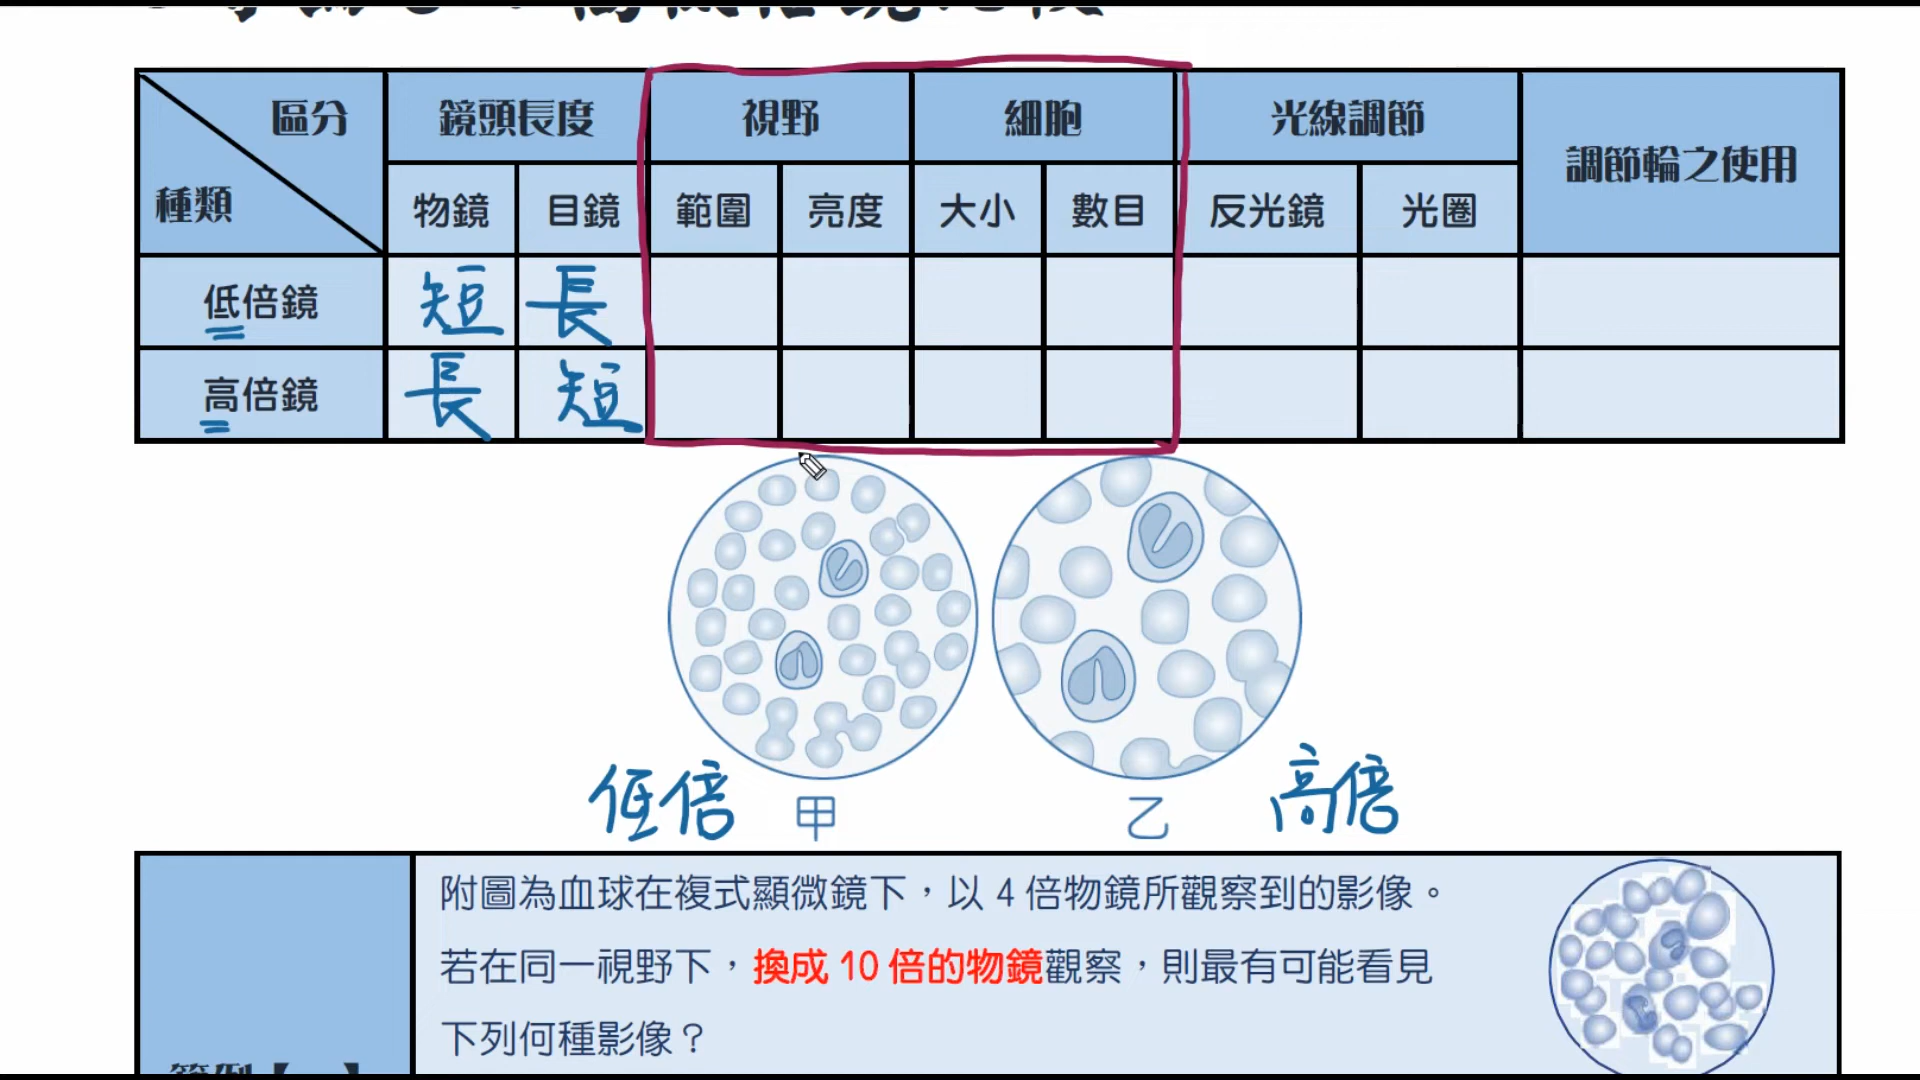 區分 鏡頭長度 視野 細胞 光線調節 調節輪之使用
種類 物鏡 目鏡 範圍 亮度 大小 數目 反光鏡 光圈
低倍鏡 短 長
高倍鏡 長 短
低倍 甲 乙 高倍
附圖為血球在複式顯微鏡下，以 4 倍物鏡所觀察到的影像。
若在同一視野下，換成 10 倍的物鏡觀察，則最有可能看見
下列何種影像？